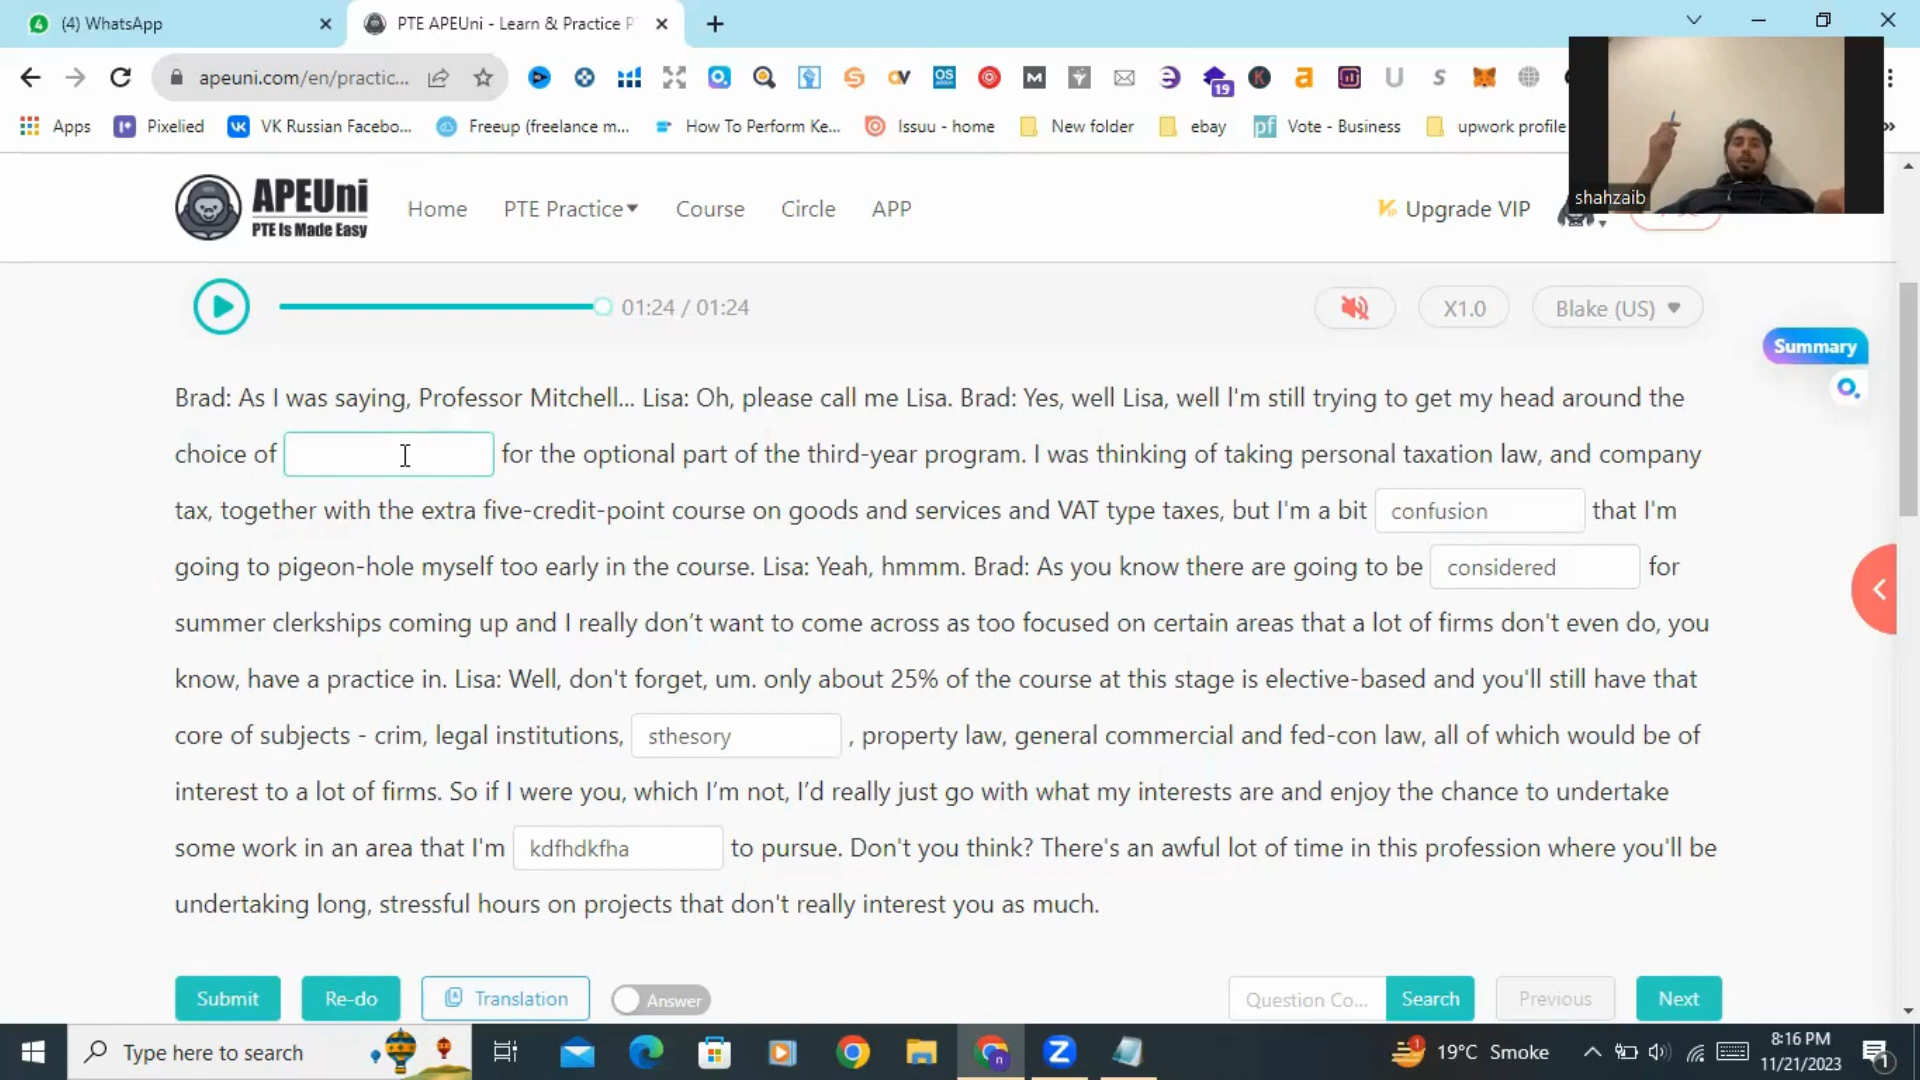 (4) WhatsApp
PTE APEUni - Learn & Practice P
apeuni.com/en/practic...
19
Apps
Pixelied
VK Russian Facebo...
Freeup (freelance m...
How To Perform Ke...
Issuu - home
New folder
ebay
Vote - Business
upwork profile
shahzaib
APEUni
PTE Is Made Easy
Home
PTE Practice
Course
Circle
APP
Upgrade VIP
01:24 / 01:24
X1.0
Blake (US)
Summary
Brad: As I was saying, Professor Mitchell... Lisa: Oh, please call me Lisa. Brad: Yes, well Lisa, well I'm still trying to get my head around the
choice of for the optional part of the third-year program. I was thinking of taking personal taxation law, and company
tax, together with the extra five-credit-point course on goods and services and VAT type taxes, but I'm a bit confusion that I'm
going to pigeon-hole myself too early in the course. Lisa: Yeah, hmmm. Brad: As you know there are going to be considered for
summer clerkships coming up and I really don't want to come across as too focused on certain areas that a lot of firms don't even do, you
know, have a practice in. Lisa: Well, don't forget, um. only about 25% of the course at this stage is elective-based and you'll still have that
core of subjects - crim, legal institutions, sthesory , property law, general commercial and fed-con law, all of which would be of
interest to a lot of firms. So if I were you, which I'm not, I'd really just go with what my interests are and enjoy the chance to undertake
some work in an area that I'm kdfhdkfha to pursue. Don't you think? There's an awful lot of time in this profession where you'll be
undertaking long, stressful hours on projects that don't really interest you as much.
Submit
Re-do
Translation
Answer
Question Co...
Search
Previous
Next
Type here to search
19°C Smoke
8:16 PM
11/21/2023
1